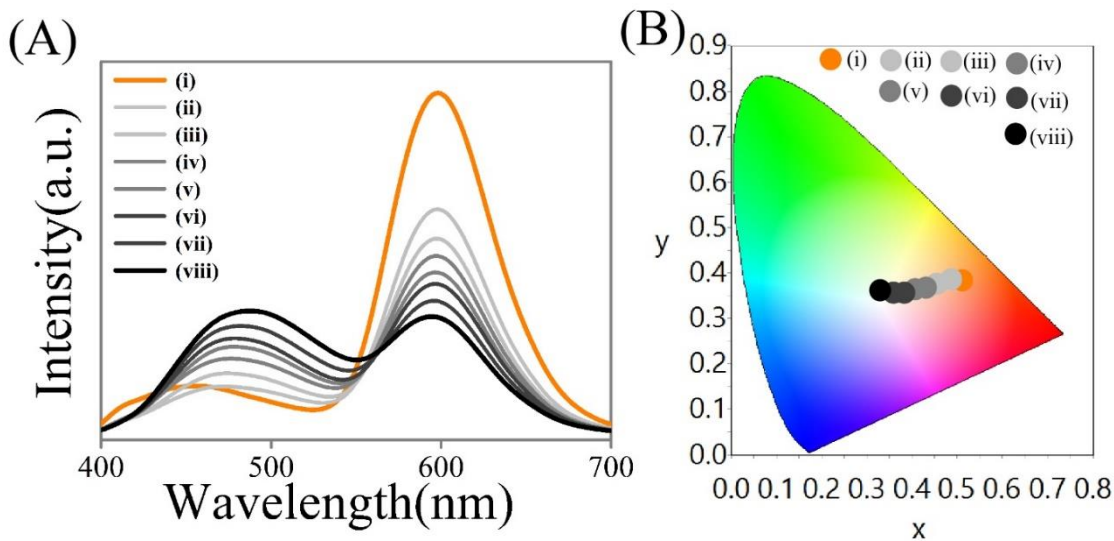 (A)
(i)
(ii)
(iii)
(iv)
(v)
(vi)
(vii)
(viii)
Intensity(a.u.)
400 500 600 700
Wavelength(nm)
(B)
0.9
0.8
0.7
0.6
0.5
0.4
0.3
0.2
0.1
0.0
y
(i) (ii) (iii) (iv)
(v) (vi) (vii)
(viii)
0.0 0.1 0.2 0.3 0.4 0.5 0.6 0.7 0.8
x